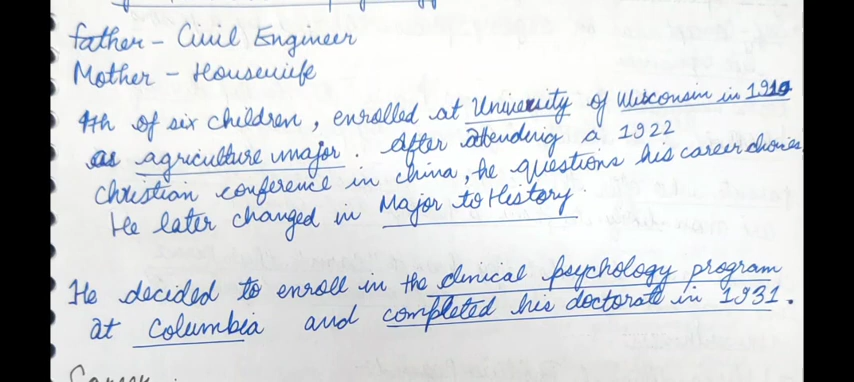 Father - Civil Engineer
Mother - Housewife
4th of six children, enrolled at University of Wisconsin in 1919
as agriculture major. After attending a 1922
Christian conference in China, he questions his career choices.
He later changed in Major to History.
He decided to enroll in the clinical psychology program
at Columbia and completed his doctorate in 1931.